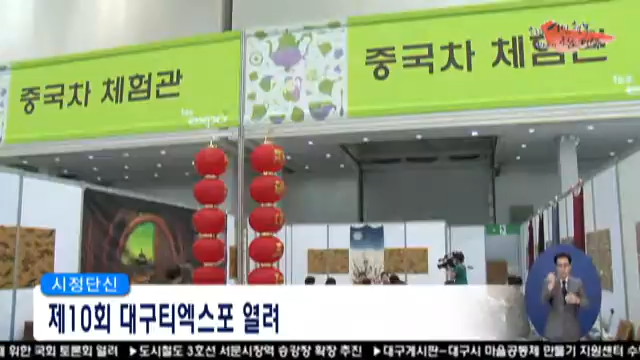 중국차 체험관
중국차 체험관
시정단신
제10회 대구티엑스포 열려
위한 국회 토론회 열려 ▶도시철도 3호선 서문시장역 승강장 확장 추진 ▶대구게시판-대구시 마을공동체 만들기 지원센터